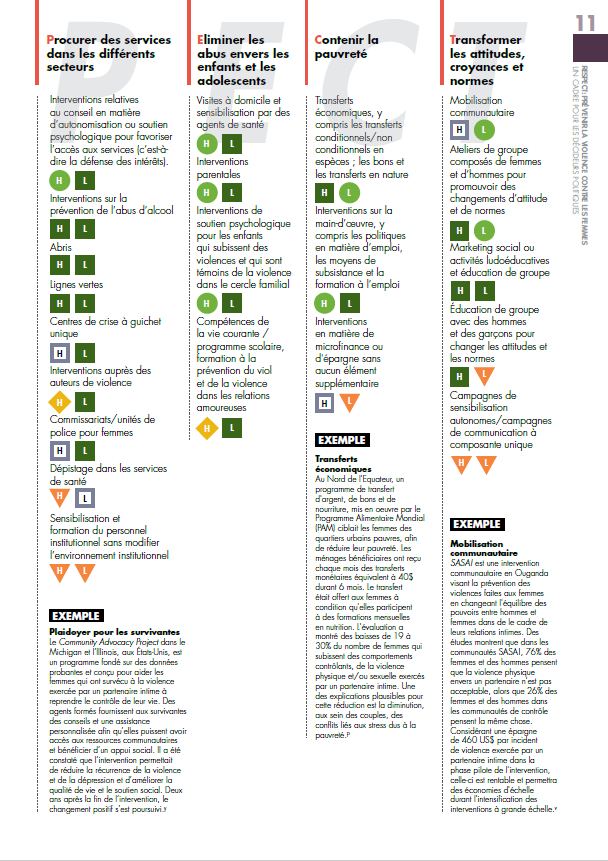 11
RESPECT: PRÉVENIR LA VIOLENCE CONTRE LES FEMMES
UN CADRE POUR LES DÉCIDEURS POLITIQUES
P
Procurer des services
dans les différents
secteurs
Interventions relatives
au conseil en matière
d'autonomisation ou soutien
psychologique pour favoriser
l'accès aux services (c'est-à-
dire la défense des intérêts).
H L
Interventions sur la
prévention de l'abus d'alcool
H L
Abris
H L
Lignes vertes
H L
Centres de crise à guichet
unique
H L
Interventions auprès des
auteurs de violence
H L
Commissariats/unités de
police pour femmes
H L
Dépistage dans les services
de santé
H L
Sensibilisation et
formation du personnel
institutionnel sans modifier
l'environnement institutionnel
H L
EXEMPLE
Plaidoyer pour les survivantes
Le Community Advocacy Project dans le
Michigan et l'Illinois, aux États-Unis, est
un programme fondé sur des données
probantes et conçu pour aider les
femmes qui ont survécu à la violence
exercée par un partenaire intime à
reprendre le contrôle de leur vie. Des
agents formés fournissent aux survivantes
des conseils et une assistance
personnalisée afin qu'elles puissent avoir
accès aux ressources communautaires
et bénéficier d'un appui social. Il a été
constaté que l'intervention permettait
de réduire la récurrence de la violence
et de la dépression et d'améliorer la
qualité de vie et le soutien social. Deux
ans après la fin de l'intervention, le
changement positif s'est poursuivi.
E
Eliminer les
abus envers les
enfants et les
adolescents
Visites à domicile et
sensibilisation par des
agents de santé
H L
Interventions
parentales
H L
Interventions de
soutien psychologique
pour les enfants
qui subissent des
violences et qui sont
témoins de la violence
dans le cercle familial
H L
Compétences de
la vie courante /
programme scolaire,
formation à la
prévention du viol
et de la violence
dans les relations
amoureuses
H L
C
Contenir la
pauvreté
Transferts
économiques, y
compris les transferts
conditionnels/non
conditionnels en
espèces ; les bons et
les transferts en nature
H L
Interventions sur la
main-d'œuvre, y
compris les politiques
en matière d'emploi,
les moyens de
subsistance et la
formation à l'emploi
H L
Interventions
en matière de
microfinance ou
d'épargne sans
aucun élément
supplémentaire
H L
EXEMPLE
Transferts
économiques
Au Nord de l'Equateur, un
programme de transfert
d'argent, de bons et de
nourriture, mis en oeuvre par le
Programme Alimentaire Mondial
(PAM) ciblait les femmes des
quartiers urbains pauvres, afin
de réduire leur pauvreté. Les
ménages bénéficiaires ont reçu
chaque mois des transferts
monétaires équivalent à 40$
durant 6 mois. Le transfert
était offert aux femmes à
condition qu'elles participent
à des formations mensuelles
en nutrition. L'évaluation a
montré des baisses de 19 à
30% du nombre de femmes qui
subissent des comportements
contrôlants, de la violence
physique et/ou sexuelle exercés
par un partenaire intime. Une
des explications plausibles pour
cette réduction est la diminution,
aux sein des couples, des
conflits liés aux stress dus à la
pauvreté.
T
Transformer
les attitudes,
croyances et
normes
Mobilisation
communautaire
H L
Ateliers de groupe
composés de femmes
et d'hommes pour
promouvoir des
changements d'attitude
et de normes
H L
Marketing social ou
activités ludoéducatives
et éducation de groupe
H L
Éducation de groupe
avec des hommes
et des garçons pour
changer les attitudes et
les normes
H L
Campagnes de
sensibilisation
autonomes/campagnes
de communication à
composante unique
H L
EXEMPLE
Mobilisation
communautaire
SASA! est une intervention
communautaire en Ouganda
visant la prévention des
violences faites aux femmes
en changeant l'équilibre des
pouvoirs entre hommes et
femmes dans de le cadre de
leurs relations intimes. Des
études montrent que dans les
communautés SASA!, 76% des
femmes et des hommes pensent
que la violence physique
envers un partenaire n'est pas
acceptable, alors que 26% des
femmes et des hommes dans
les communautés de contrôle
pensent la même chose.
Considérant une épargne
de 460 US$ par incident
de violence exercée par un
partenaire intime dans la
phase pilote de l'intervention,
celle-ci est rentable et permettra
des économies d'échelle
durant l'intensification des
interventions à grande échelle.